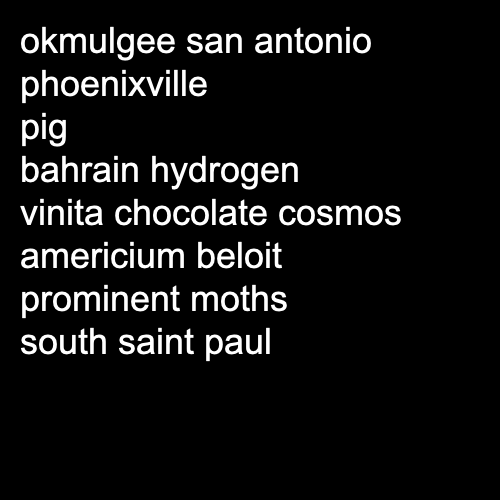 okmulgee san antonio
phoenixville
pig
bahrain hydrogen
vinita chocolate cosmos
americium beloit
prominent moths
south saint paul